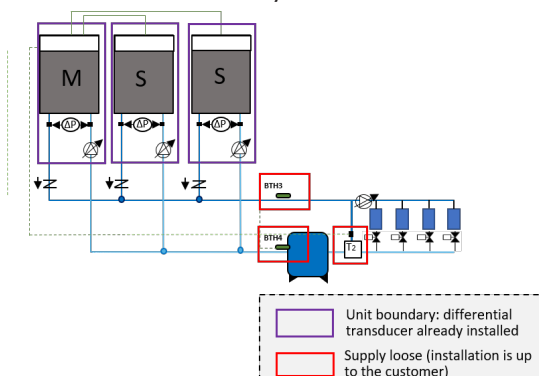 M
S
S
ΔP
ΔP
ΔP
BTH3
BTH4
T2
Unit boundary: differential
transducer already installed
Supply loose (installation is up
to the customer)